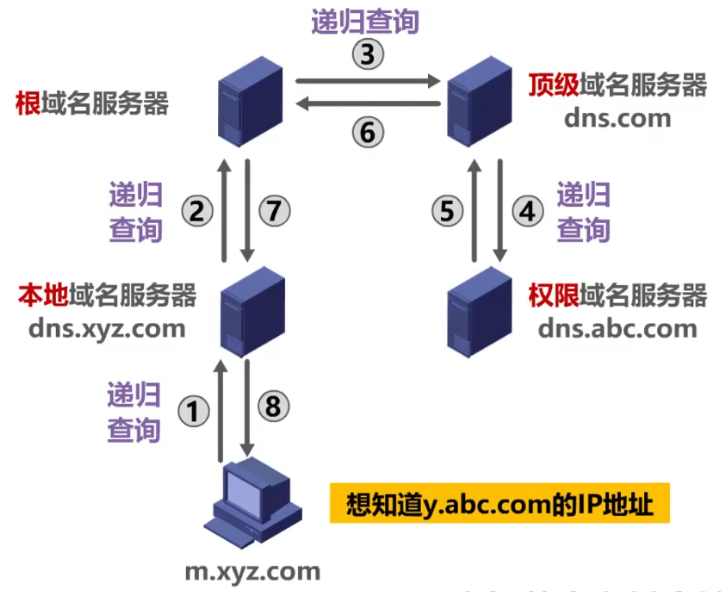 递归查询
③
根域名服务器
顶级域名服务器
dns.com
⑥
递归
查询
②
⑦
⑤
④
递归
查询
本地域名服务器
dns.xyz.com
权限域名服务器
dns.abc.com
递归
查询
①
⑧
想知道y.abc.com的IP地址
m.xyz.com